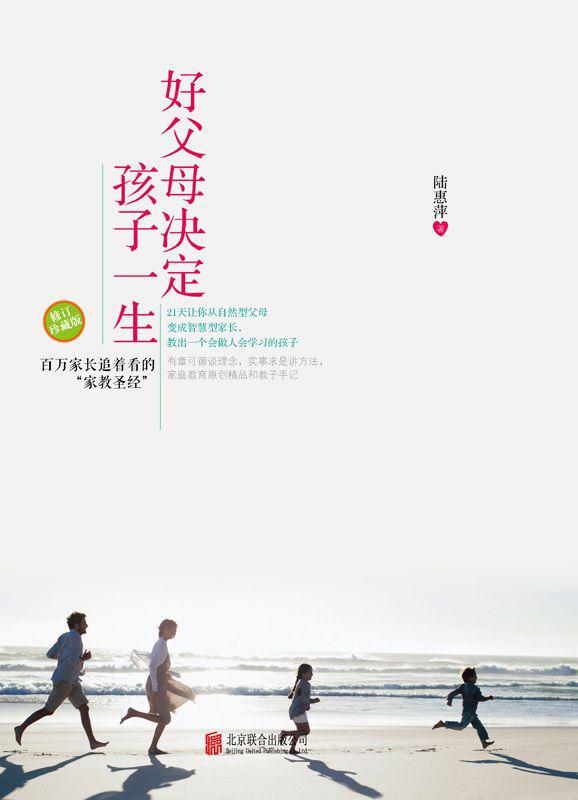 好父母决定
孩子一生
陆惠萍
著
修订
珍藏版
百万家长追着看的
“家教圣经”
21天让你从自然型父母
变成智慧型家长，
教出一个会做人会学习的孩子
有章可循谈理念，实事求是讲方法，
家庭教育原创精品和教子手记
北京联合出版公司
Beijing United Publishing Co., Ltd.